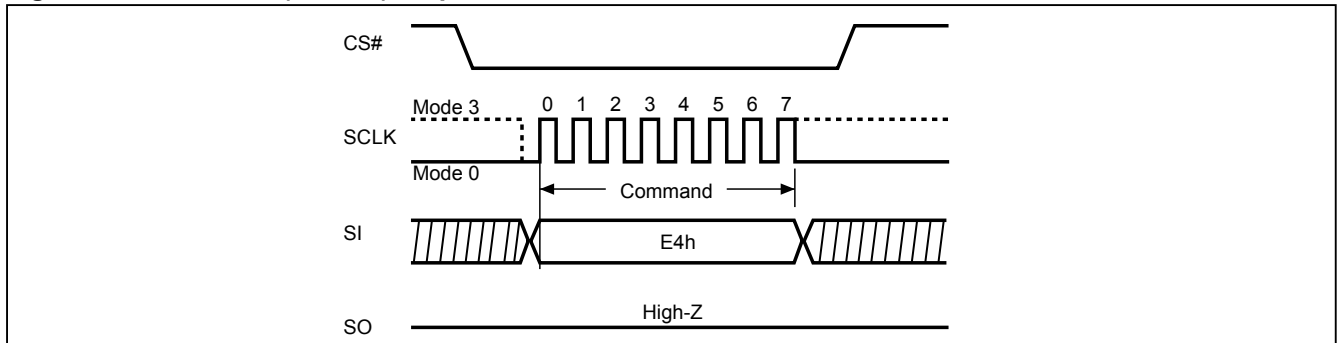 CS#
Mode 3
0 1 2 3 4 5 6 7
SCLK
Mode 0
Command
SI
E4h
High-Z
SO